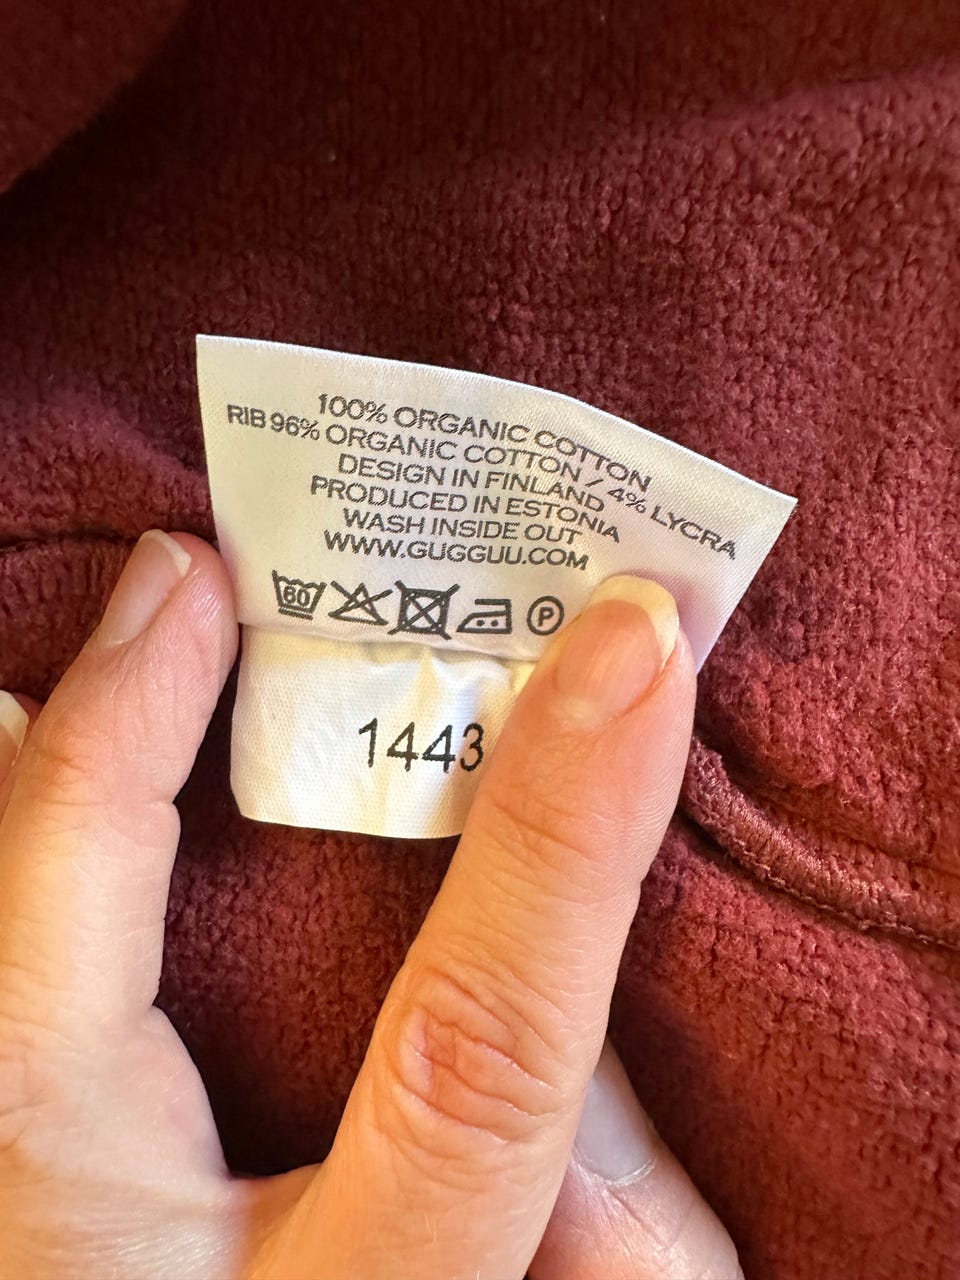 100% ORGANIC COTTON
RIB 96% ORGANIC COTTON / 4% LYCRA
DESIGN IN FINLAND
PRODUCED IN ESTONIA
WASH INSIDE OUT
WWW.GUGGUU.COM
60 P
1443